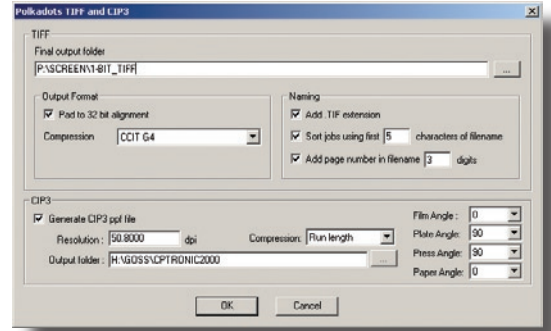 Polkadots TIFF and CIP3
TIFF
Final output folder
P:\SCREEN\1-BIT_TIFF
...
Output Format
Pad to 32 bit alignment
Compression CCIT G4
Naming
Add .TIF extension
Sort jobs using first 5 characters of filename
Add page number in filename 3 digits
CIP3
Generate CIP3 ppf file
Resolution : 50.8000 dpi Compression: Run length
Output folder : H:\GOSS\CPTRONIC2000 ...
Film Angle : 0
Plate Angle: 90
Press Angle: 90
Paper Angle: 0
OK Cancel